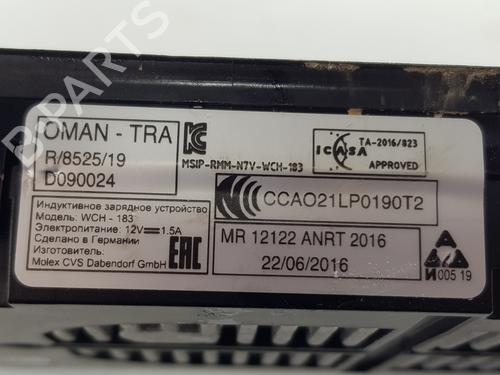 B-PARTS
OMAN - TRA
R/8525/19
D090024
MSIP-RMM-N7V-WCH-183
TA-2016/823
ICASA
APPROVED
CCAO21LP0190T2
Индуктивное зарядное устройство
Модель: WCH - 183
Электропитание: 12V⎓1.5A
Сделано в Германии
Изготовитель:
Molex CVS Dabendorf GmbH
EAC
MR 12122 ANRT 2016
22/06/2016
И005 19